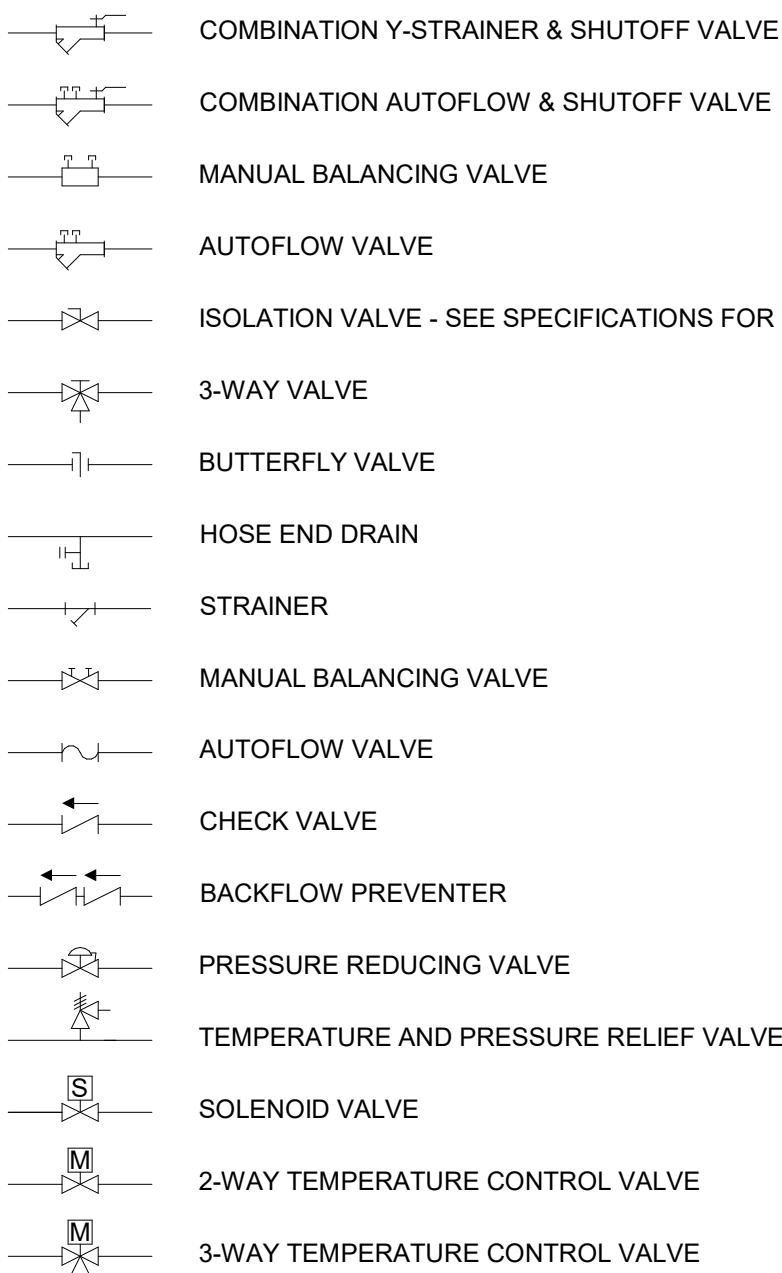 COMBINATION Y-STRAINER & SHUTOFF VALVE
COMBINATION AUTOFLOW & SHUTOFF VALVE
MANUAL BALANCING VALVE
AUTOFLOW VALVE
ISOLATION VALVE - SEE SPECIFICATIONS FOR
3-WAY VALVE
BUTTERFLY VALVE
HOSE END DRAIN
STRAINER
MANUAL BALANCING VALVE
AUTOFLOW VALVE
CHECK VALVE
BACKFLOW PREVENTER
PRESSURE REDUCING VALVE
TEMPERATURE AND PRESSURE RELIEF VALVE
S SOLENOID VALVE
M 2-WAY TEMPERATURE CONTROL VALVE
M 3-WAY TEMPERATURE CONTROL VALVE